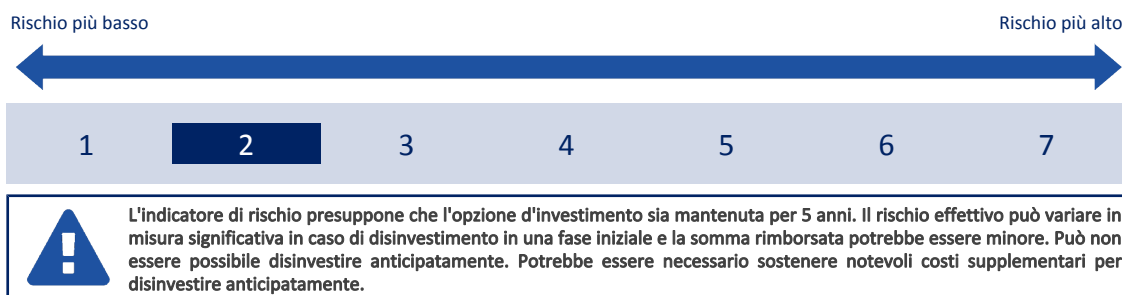 Rischio più basso Rischio più alto
1 2 3 4 5 6 7
L'indicatore di rischio presuppone che l'opzione d'investimento sia mantenuta per 5 anni. Il rischio effettivo può variare in
misura significativa in caso di disinvestimento in una fase iniziale e la somma rimborsata potrebbe essere minore. Può non
essere possibile disinvestire anticipatamente. Potrebbe essere necessario sostenere notevoli costi supplementari per
disinvestire anticipatamente.